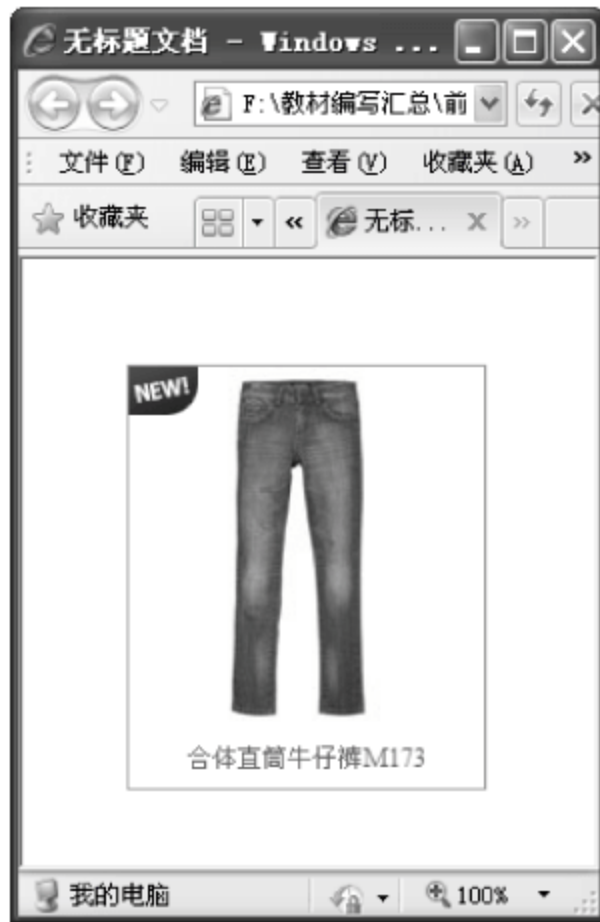 无标题文档 - Windows ...
F:\教材编写汇总\前
文件(F) 编辑(E) 查看(V) 收藏夹(A) »
收藏夹 « 无标... »
NEW!
合体直筒牛仔裤M173
我的电脑 100%